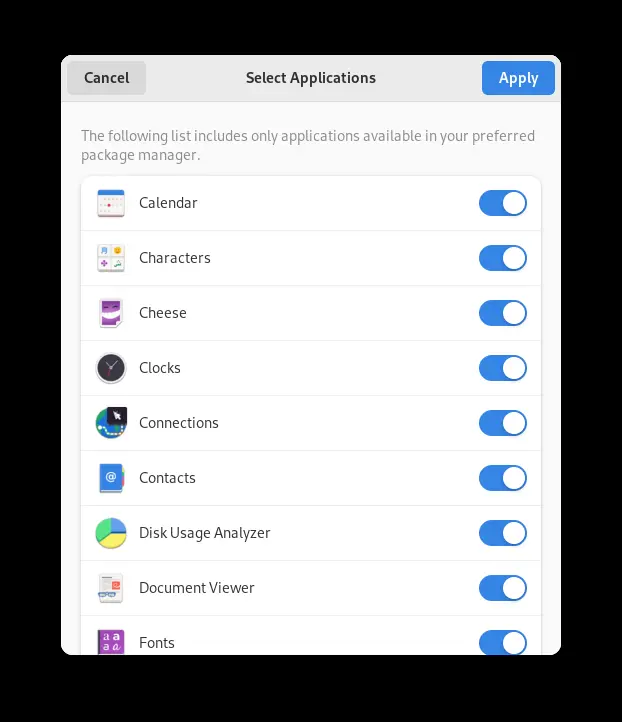 Cancel
Select Applications
Apply
The following list includes only applications available in your preferred
package manager.
Calendar
Characters
Cheese
Clocks
Connections
Contacts
Disk Usage Analyzer
Document Viewer
Fonts